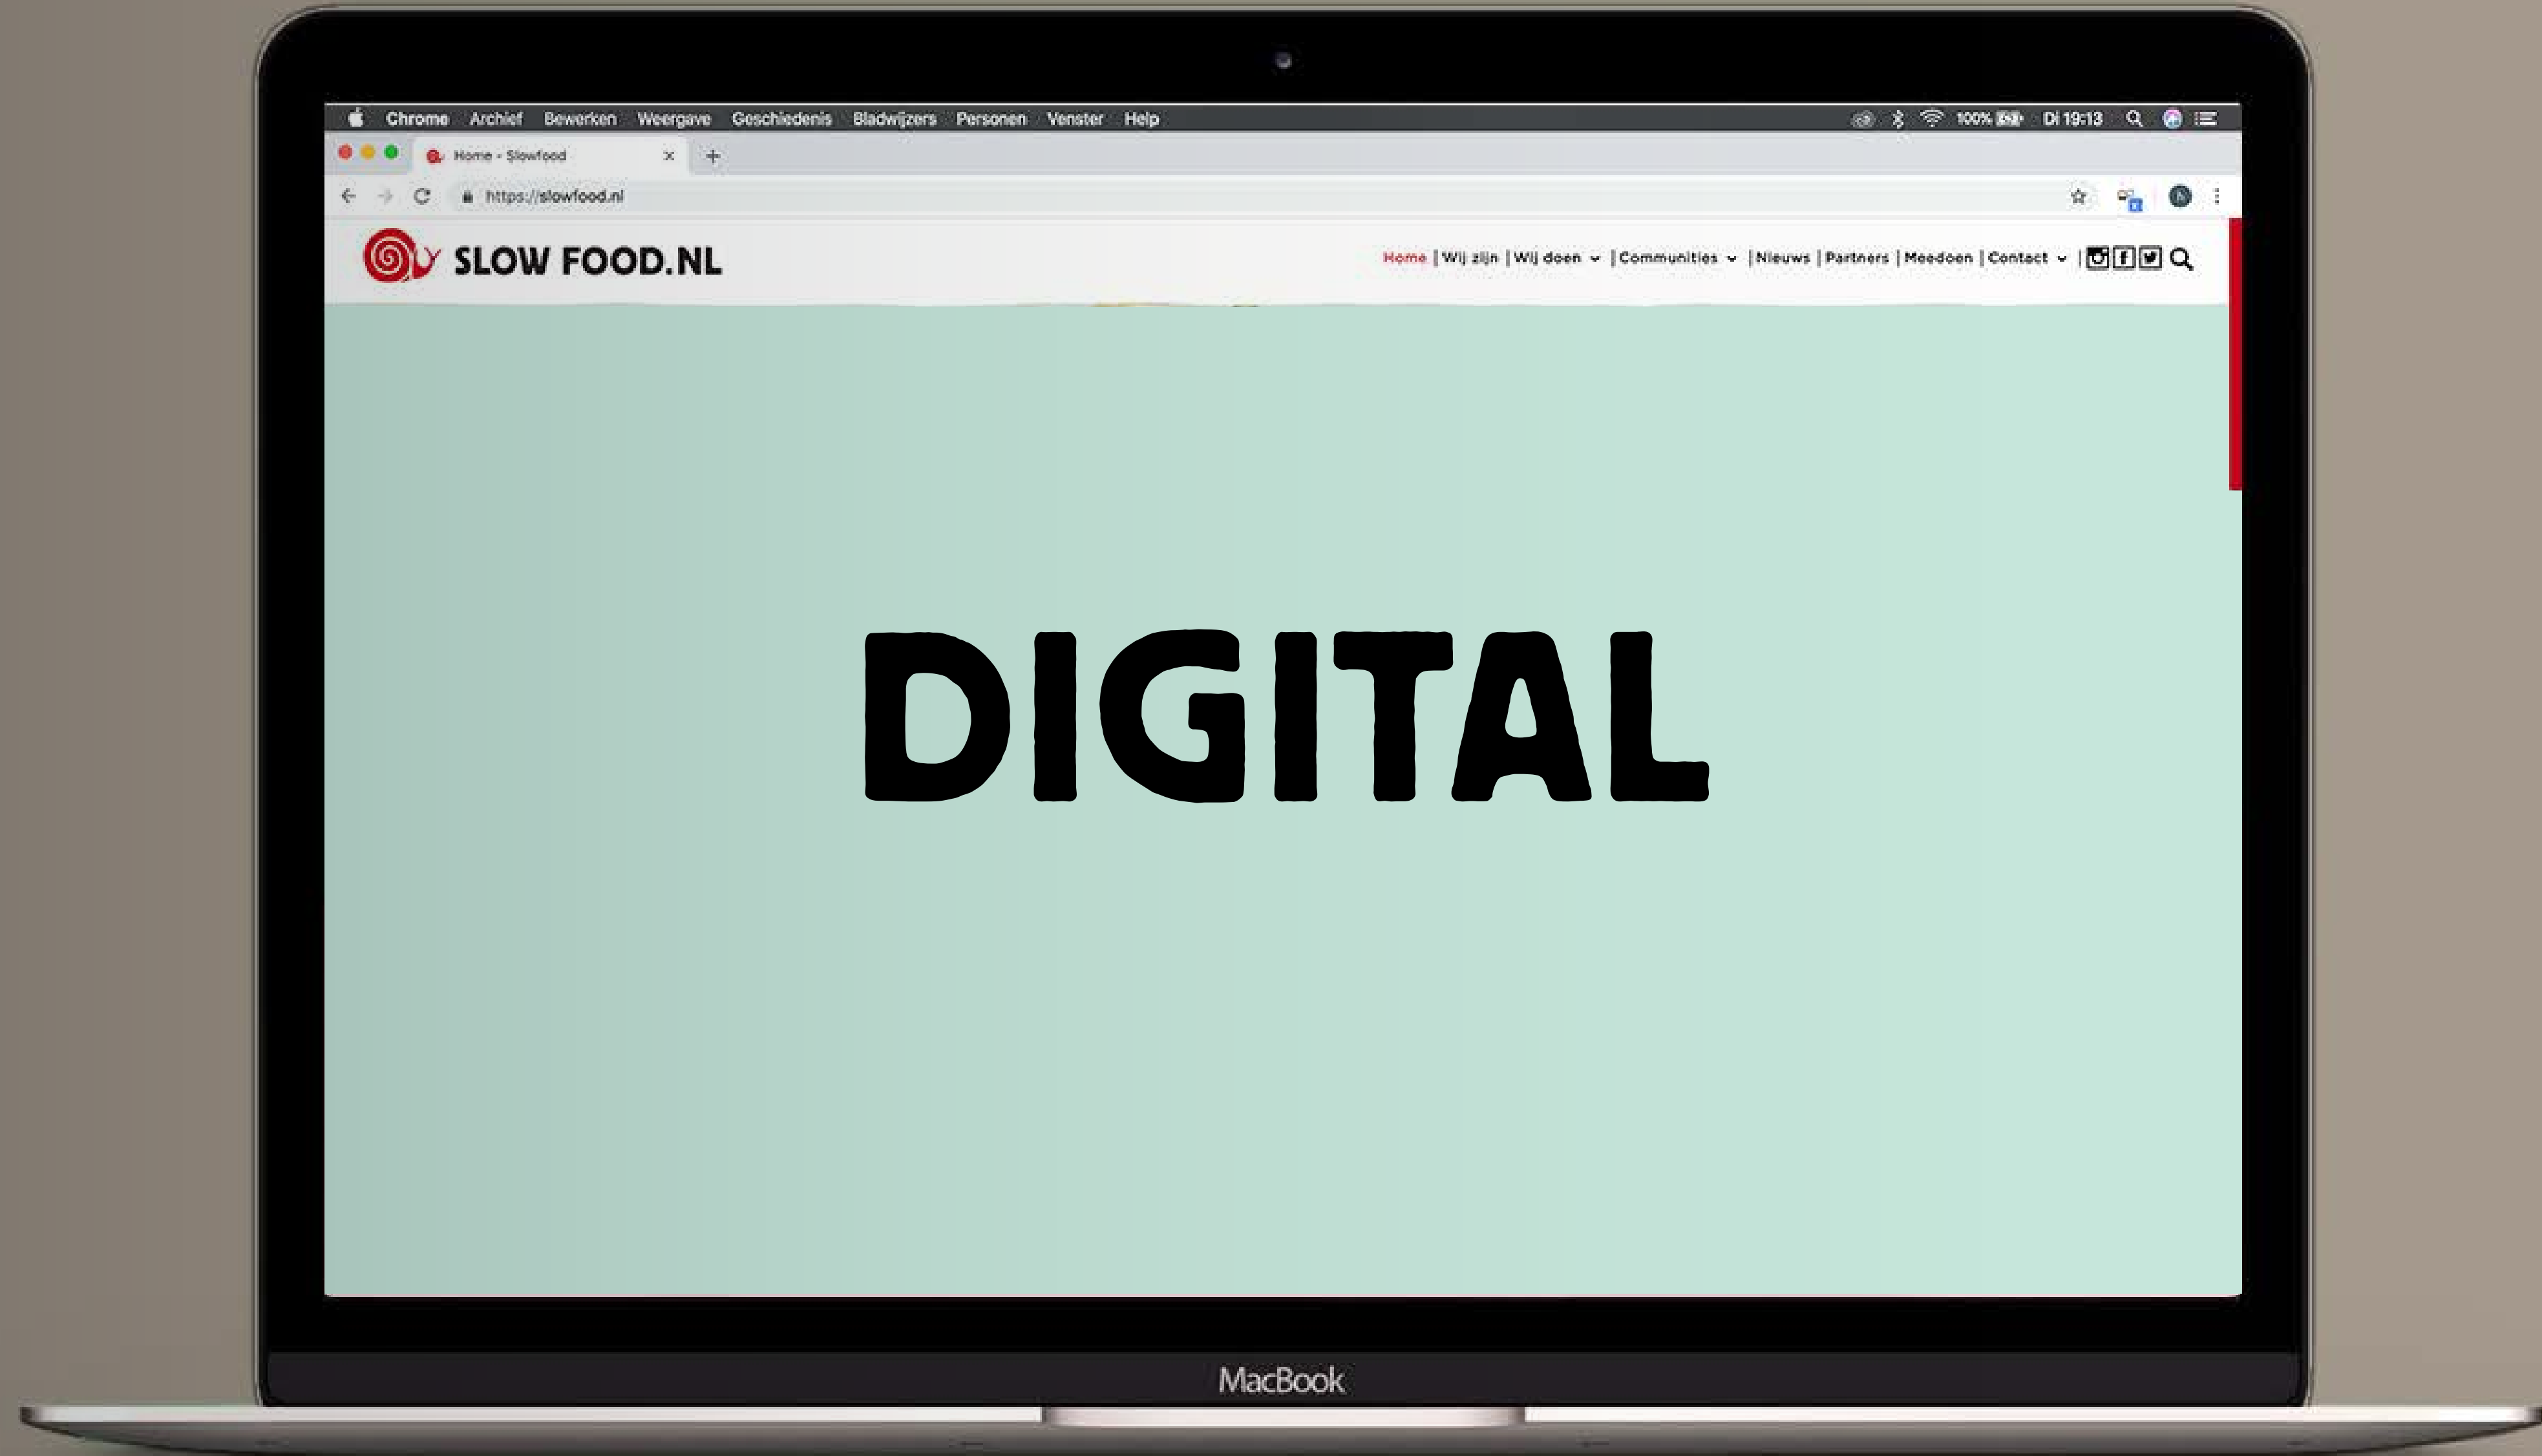 Chrome Archief Bewerken Weergave Geschiedenis Bladwijzers Personen Venster Help 100% Di 19:13
Home - Slowfood
https://slowfood.nl
SLOW FOOD.NL Home | Wij zijn | Wij doen | Communities | Nieuws | Partners | Meedoen | Contact |
DIGITAL
MacBook